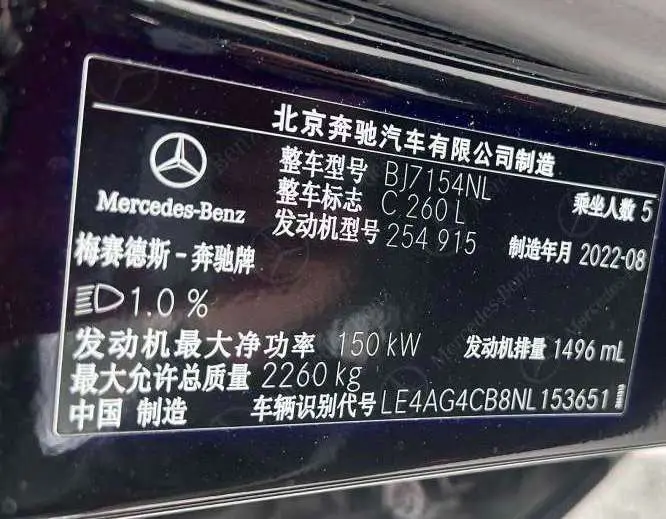 北京奔驰汽车有限公司制造
整车型号 BJ7154NL
整车标志 C 260 L 乘坐人数 5
Mercedes-Benz
发动机型号 254 915 制造年月 2022-08
梅赛德斯-奔驰牌
1.0 %
发动机最大净功率 150 kW 发动机排量 1496 mL
最大允许总质量 2260 kg
中国 制造 车辆识别代号 LE4AG4CB8NL153651